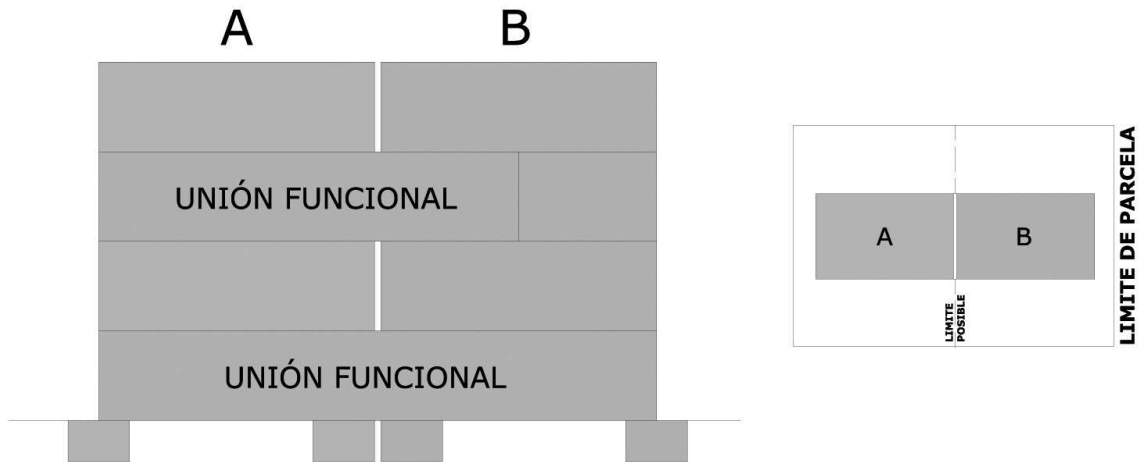 A
B
UNIÓN FUNCIONAL
UNIÓN FUNCIONAL
A
B
LIMITE
POSIBLE
LIMITE DE PARCELA